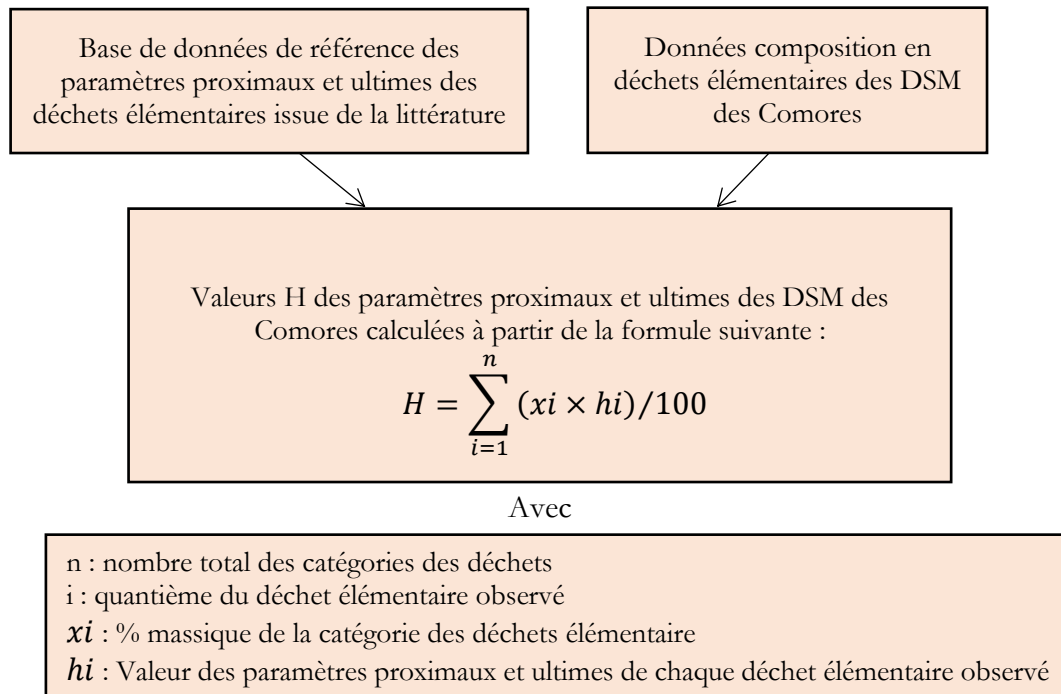 Base de données de référence des
paramètres proximaux et ultimes des
déchets élémentaires issue de la littérature
Données composition en
déchets élémentaires des DSM
des Comores
Valeurs H des paramètres proximaux et ultimes des DSM des
Comores calculées à partir de la formule suivante :
H = ∑_{i=1}^{n} (xi × hi)/100
Avec
n : nombre total des catégories des déchets
i : quantième du déchet élémentaire observé
xi : % massique de la catégorie des déchets élémentaire
hi : Valeur des paramètres proximaux et ultimes de chaque déchet élémentaire observé